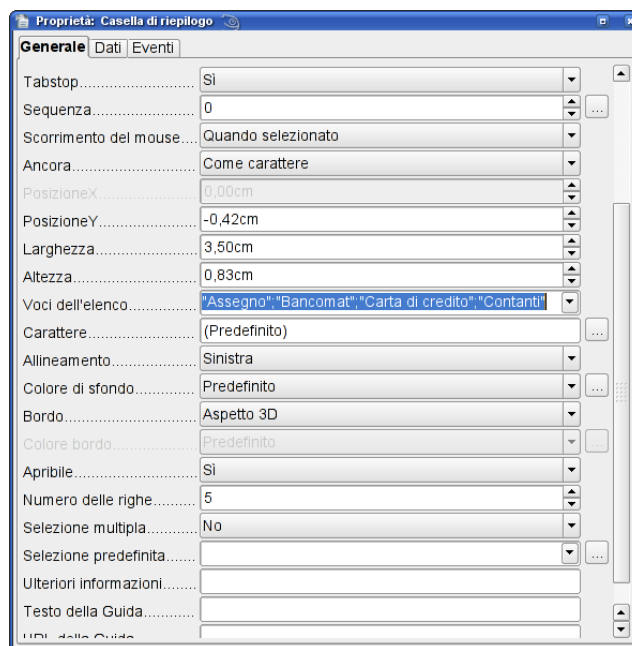 Proprietà: Casella di riepilogo
Generale Dati Eventi
Tabstop........................... Sì
Sequenza........................ 0 ...
Scorrimento del mouse.... Quando selezionato
Ancora............................ Come carattere
PosizioneX...................... 0,00cm
PosizioneY...................... -0,42cm
Larghezza....................... 3,50cm
Altezza........................... 0,83cm
Voci dell'elenco............... "Assegno";"Bancomat";"Carta di credito";"Contanti"
Carattere........................ (Predefinito) ...
Allineamento................... Sinistra
Colore di sfondo.............. Predefinito ...
Bordo............................. Aspetto 3D
Colore bordo................... Predefinito ...
Apribile........................... Sì
Numero delle righe.......... 5
Selezione multipla............ No
Selezione predefinita....... ...
Ulteriori informazioni........
Testo della Guida.............
URL della Guida